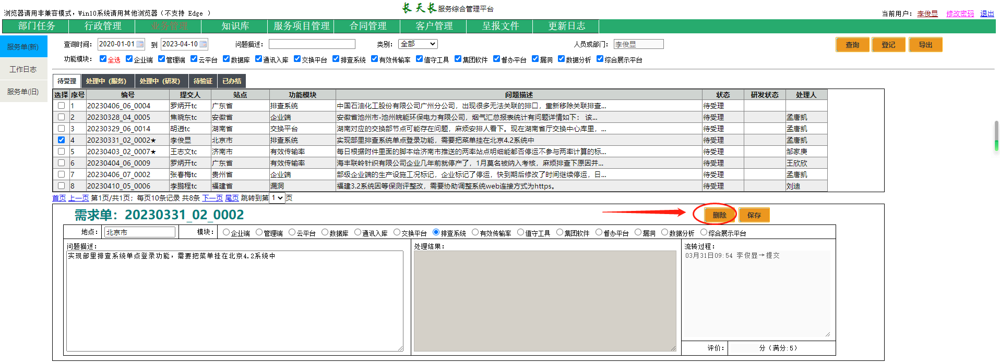 长天长服务综合管理平台
浏览器请用非兼容模式，Win10系统请用其他浏览器（不支持 Edge ）
当前用户： 李俊显 修改密码 退出
部门任务 行政管理 业务管理 知识库 服务项目管理 合同管理 客户管理 呈报文件 更新日志
服务单(新)
工作日志
服务单(旧)
查询时间： 2020-01-01 到 2023-04-10 问题描述： 类别： 全部 人员或部门： 李俊显 查询 登记 导出
功能模块： 全选 企业端 管理端 云平台 数据库 通讯入库 交换平台 排查系统 有效传输率 值守工具 集团软件 督办平台 漏洞 数据分析 综合展示平台
待受理 处理中（服务） 处理中（研发） 待验证 已办结
选择 序号 编号 提交人 站点 功能模块 问题描述 状态 研发状态 处理人
1 20230406_06_0004 罗炳开tc 广东省 排查系统 中国石油化工股份有限公司广州分公司，出现很多无法关联的排口，重新移除关联排查... 待受理
2 20230328_04_0005 焦晓东tc 安徽省 企业端 安徽省池州市-池州皖能环保电力有限公司，烟气汇总报表统计有问题详情如下： 该... 待受理 孟唐凯
3 20230329_06_0014 胡逍tc 湖南省 交换平台 湖南对应的交换部节点可能存在问题，麻烦安排人看下。现在湖南省厅交换中心库里，... 待受理 孟唐凯
4 20230331_02_0002★ 李俊显 北京市 排查系统 实现部里排查系统单点登录功能，需要把菜单挂在北京4.2系统中 待受理 孟唐凯
5 20230403_02_0007★ 王志文tc 济南市 有效传输率 每日根据附件里面的脚本给济南市推送的两率站点明细能都否停运不参与两率计算的标... 待受理 邹家庚
6 20230404_06_0009 罗炳开tc 广东省 有效传输率 海丰联岭针织有限公司企业几年前就停产了，1月莫名被纳入考核，麻烦排查下原因并... 待受理 王欣欣
7 20230406_07_0002 张春梅tc 贵州省 企业端 部级企业端的生产设施工况标记，企业标记了停运，快到期后修改了时间继续停运，日... 待受理 孟唐凯
8 20230410_05_0006 李鹏程tc 福建省 漏洞 福建3.2系统因等保测评整改，需要协助调整系统web连接方式为https。 待受理 刘迪
首页 上一页 第1页/共1页；每页10条记录 共8条 下一页 尾页 跳转到第 1 页
需求单：20230331_02_0002 删除 保存
地点： 北京市 模块： 企业端 管理端 云平台 数据库 通讯入库 交换平台 排查系统 有效传输率 值守工具 集团软件 督办平台 漏洞 数据分析 综合展示平台
问题描述： 处理结果： 流转过程：
实现部里排查系统单点登录功能，需要把菜单挂在北京4.2系统中 03月31日09:54 李俊显→提交
评价： 分（满分:5）